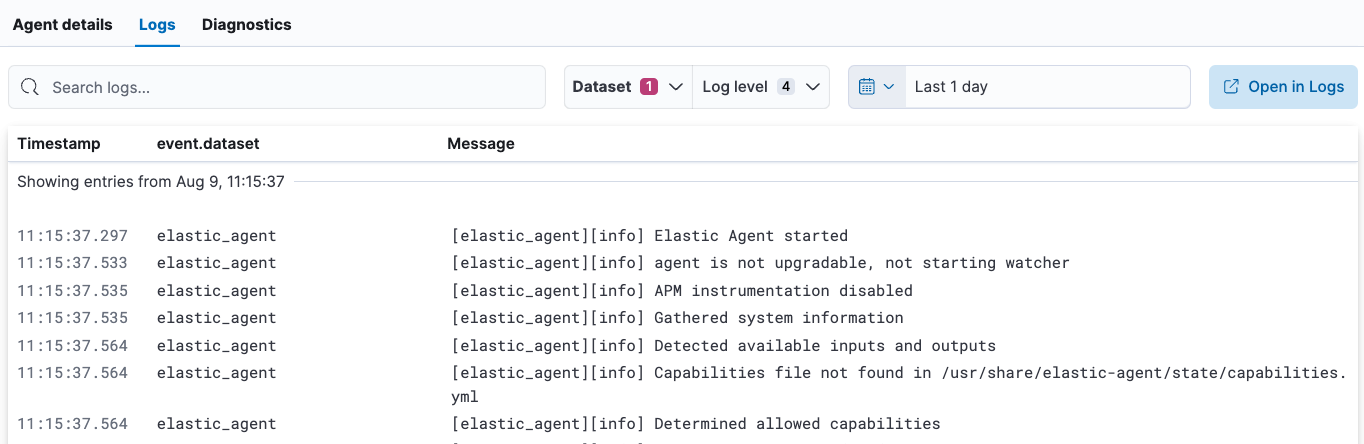 Agent details Logs Diagnostics
Search logs... Dataset 1 Log level 4 Last 1 day Open in Logs
Timestamp event.dataset Message
Showing entries from Aug 9, 11:15:37
11:15:37.297 elastic_agent [elastic_agent][info] Elastic Agent started
11:15:37.533 elastic_agent [elastic_agent][info] agent is not upgradable, not starting watcher
11:15:37.535 elastic_agent [elastic_agent][info] APM instrumentation disabled
11:15:37.535 elastic_agent [elastic_agent][info] Gathered system information
11:15:37.564 elastic_agent [elastic_agent][info] Detected available inputs and outputs
11:15:37.564 elastic_agent [elastic_agent][info] Capabilities file not found in /usr/share/elastic-agent/state/capabilities.
yml
11:15:37.564 elastic_agent [elastic_agent][info] Determined allowed capabilities